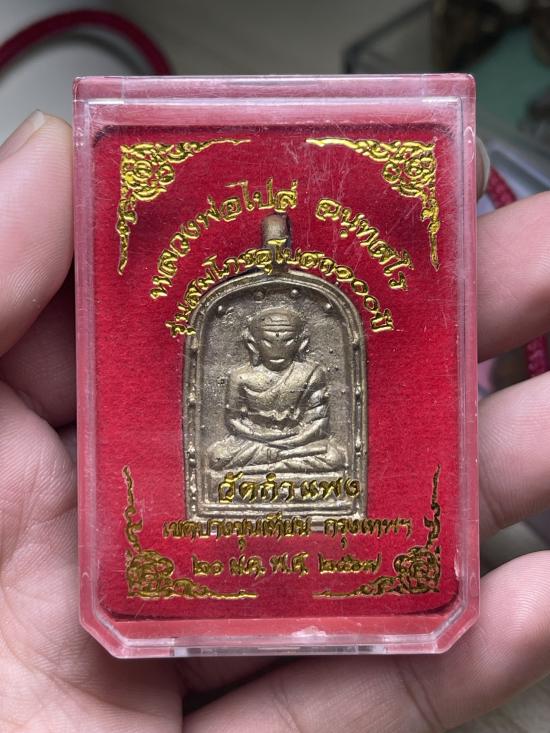 หลวงพ่อไปล่ ฉนฺทสโร
รุ่นสมโภชอุโบสถ๑๐๐ปี
วัดกำแพง
เขตบางขุนเทียน กรุงเทพฯ
๒๑ ม.ค. พ.ศ. ๒๕๖๗